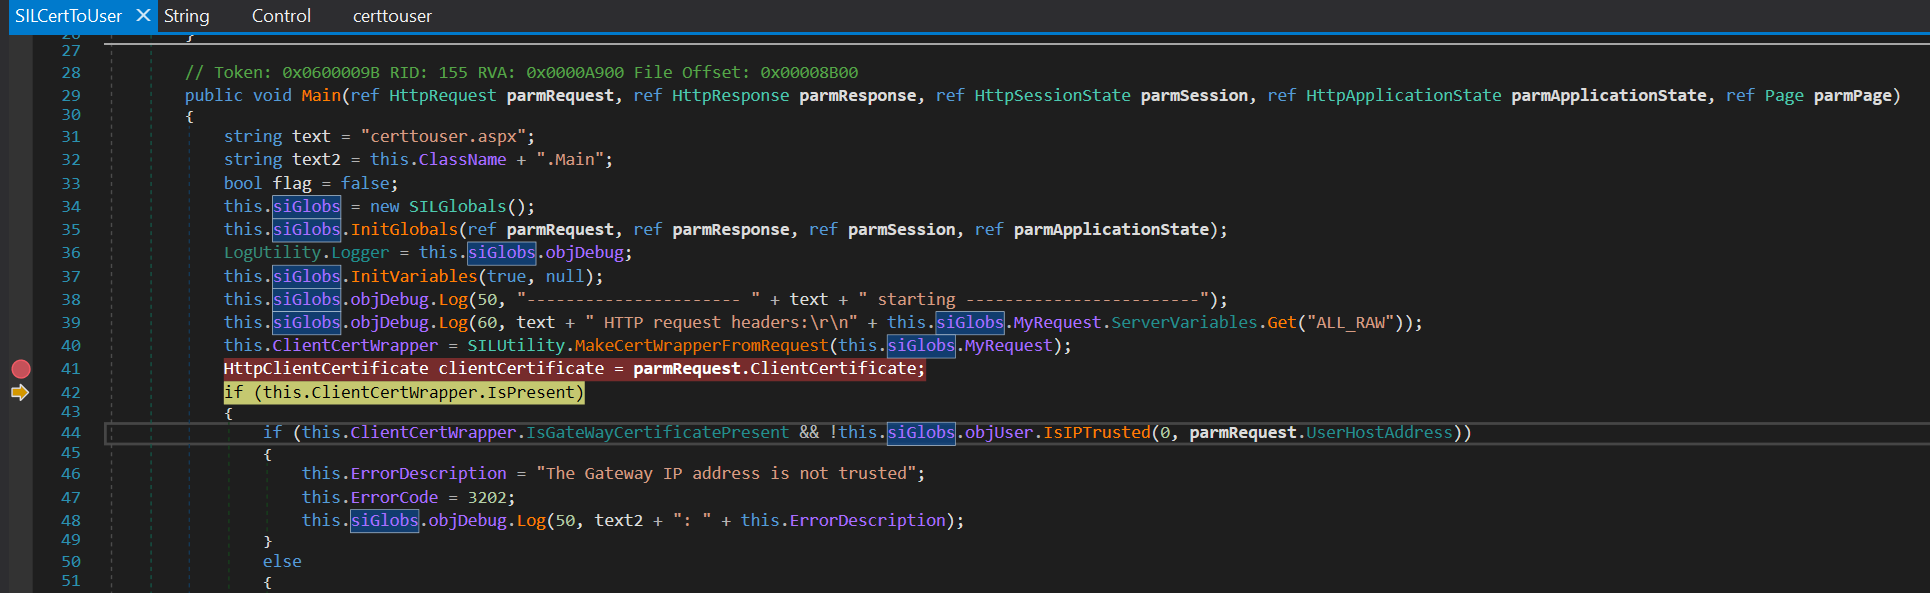 SILCertToUser X String Control certtouser
26 }
27
28 // Token: 0x0600009B RID: 155 RVA: 0x0000A900 File Offset: 0x00008B00
29 public void Main(ref HttpRequest parmRequest, ref HttpResponse parmResponse, ref HttpSessionState parmSession, ref HttpApplicationState parmApplicationState, ref Page parmPage)
30 {
31 string text = "certtouser.aspx";
32 string text2 = this.ClassName + ".Main";
33 bool flag = false;
34 this.siGlobs = new SILGlobals();
35 this.siGlobs.InitGlobals(ref parmRequest, ref parmResponse, ref parmSession, ref parmApplicationState);
36 LogUtility.Logger = this.siGlobs.objDebug;
37 this.siGlobs.InitVariables(true, null);
38 this.siGlobs.objDebug.Log(50, "---------------------- " + text + " starting ------------------------");
39 this.siGlobs.objDebug.Log(60, text + " HTTP request headers:\r\n" + this.siGlobs.MyRequest.ServerVariables.Get("ALL_RAW"));
40 this.ClientCertWrapper = SILUtility.MakeCertWrapperFromRequest(this.siGlobs.MyRequest);
41 HttpClientCertificate clientCertificate = parmRequest.ClientCertificate;
42 if (this.ClientCertWrapper.IsPresent)
43 {
44 if (this.ClientCertWrapper.IsGateWayCertificatePresent && !this.siGlobs.objUser.IsIPTrusted(0, parmRequest.UserHostAddress))
45 {
46 this.ErrorDescription = "The Gateway IP address is not trusted";
47 this.ErrorCode = 3202;
48 this.siGlobs.objDebug.Log(50, text2 + ": " + this.ErrorDescription);
49 }
50 else
51 {